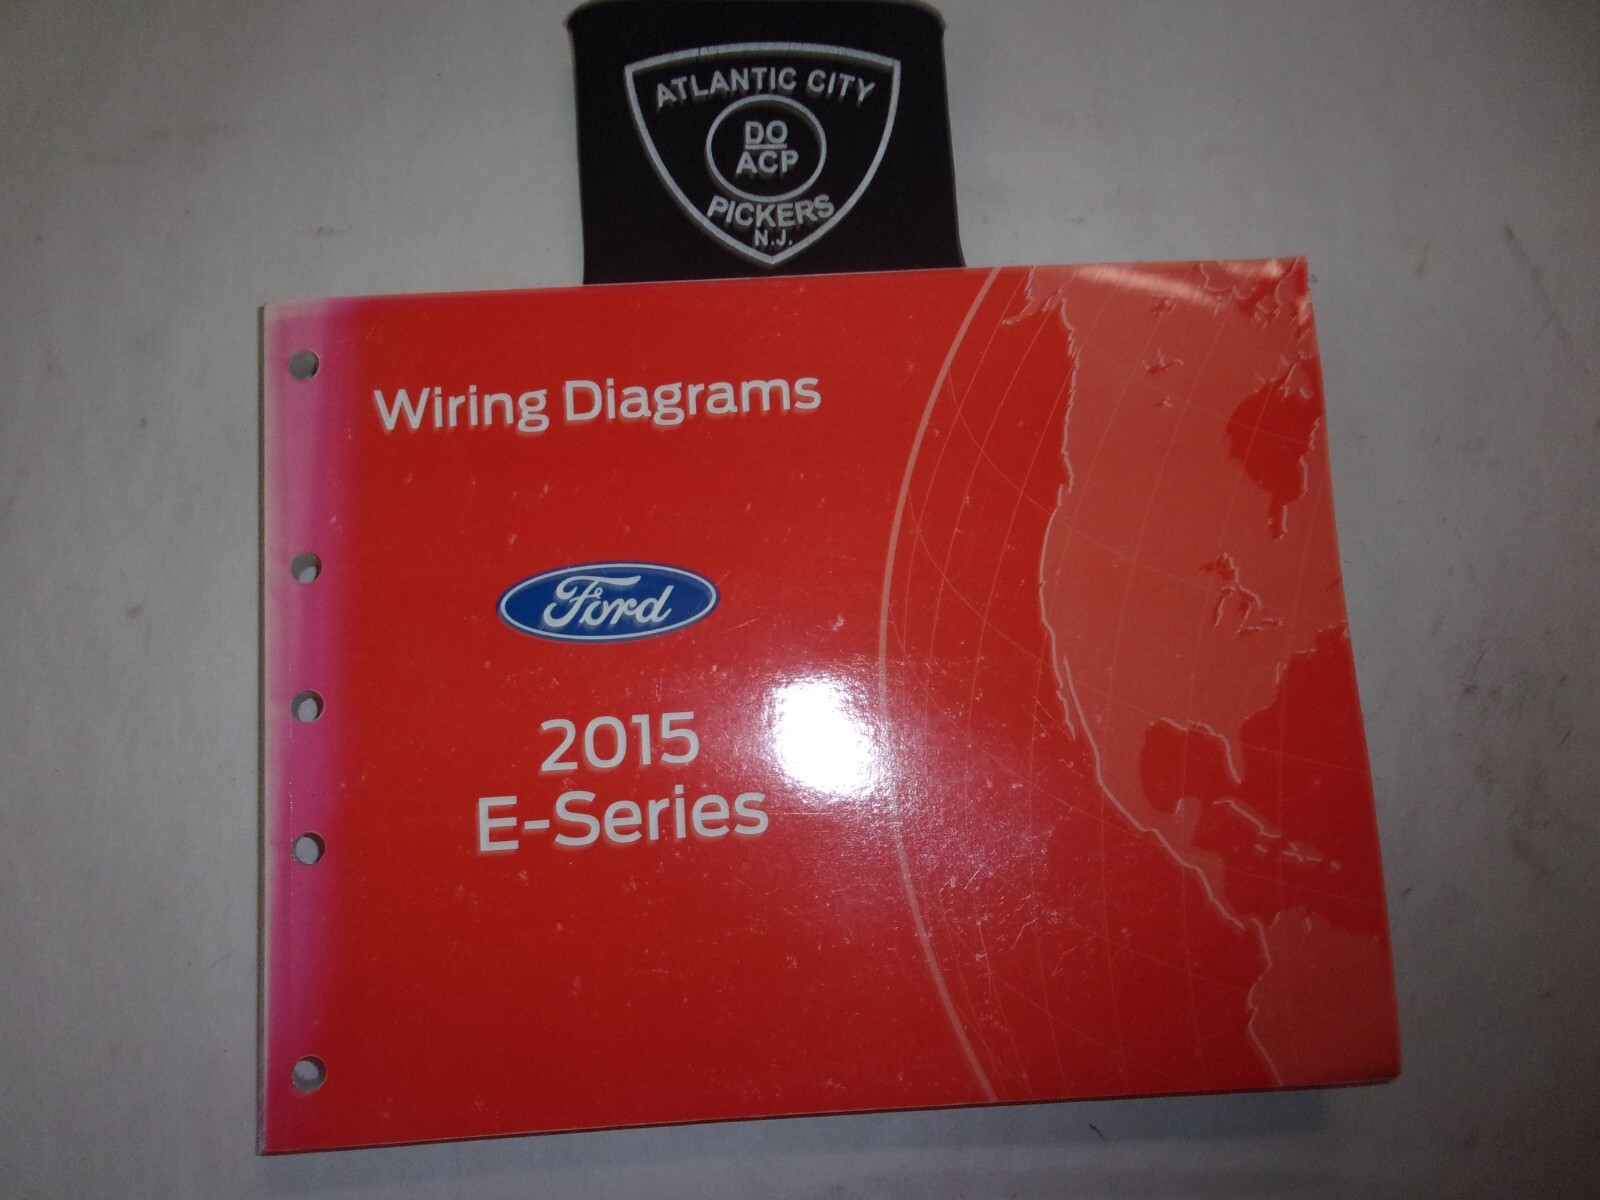 ATLANTIC CITY
DO
ACP
PICKERS
N.J.
Wiring Diagrams
Ford
2015
E-Series